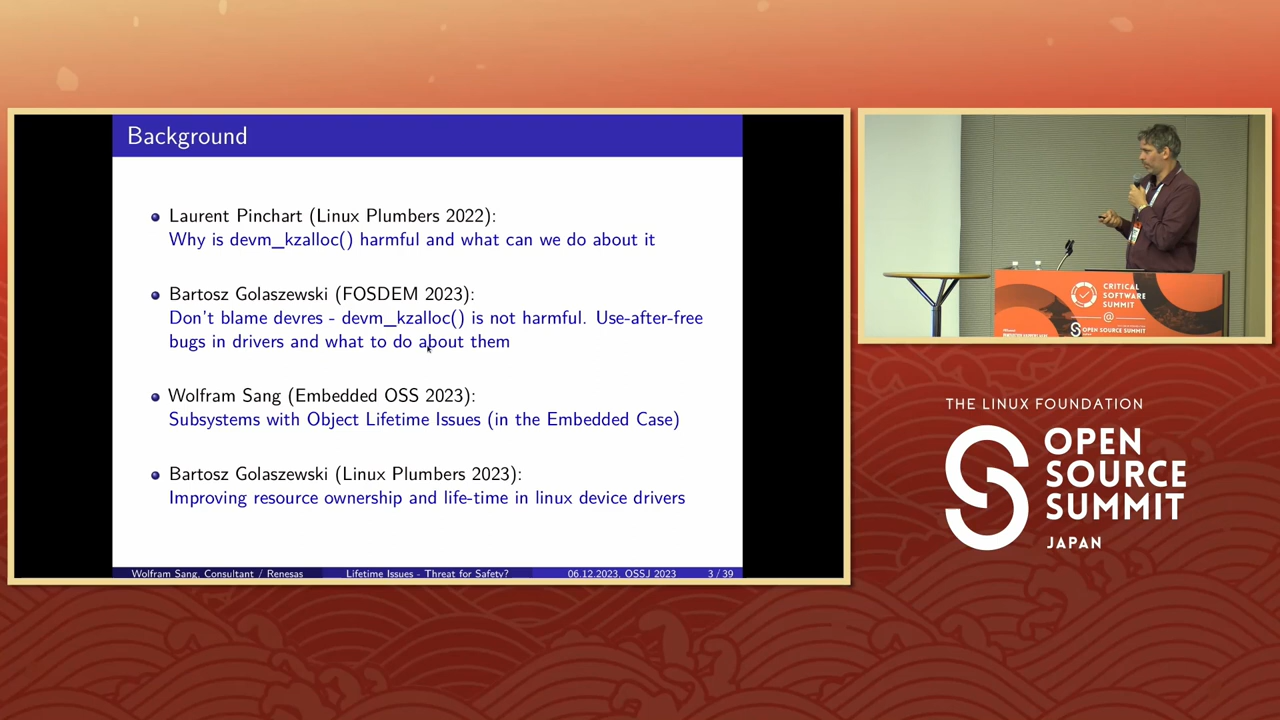 Background
Laurent Pinchart (Linux Plumbers 2022):
Why is devm_kzalloc() harmful and what can we do about it
Bartosz Golaszewski (FOSDEM 2023):
Don't blame devres - devm_kzalloc() is not harmful. Use-after-free
bugs in drivers and what to do about them
Wolfram Sang (Embedded OSS 2023):
Subsystems with Object Lifetime Issues (in the Embedded Case)
Bartosz Golaszewski (Linux Plumbers 2023):
Improving resource ownership and life-time in linux device drivers
Wolfram Sang, Consultant / Renesas
Lifetime Issues - Threat for Safety?
06.12.2023, OSSJ 2023
3 / 39
CRITICAL
SOFTWARE
SUMMIT
@
OPEN SOURCE SUMMIT
THE LINUX FOUNDATION
OPEN
SOURCE
SUMMIT
JAPAN